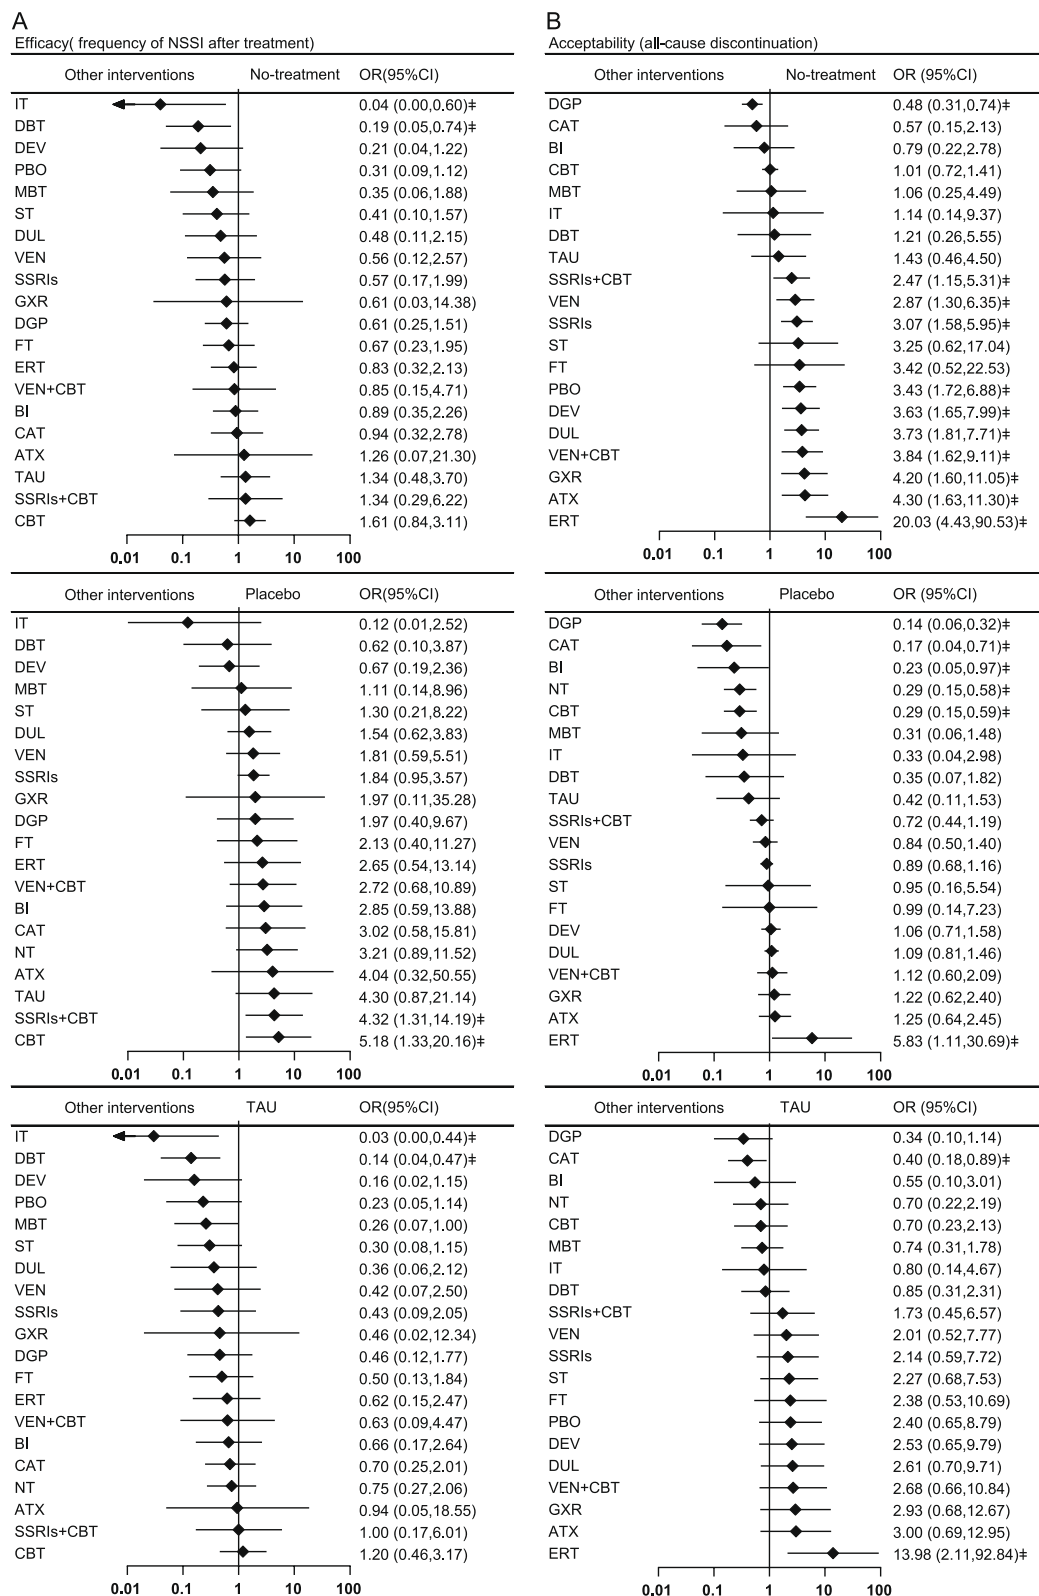 A
Efficacy( frequency of NSSI after treatment)
Other interventions No-treatment OR(95%CI)
IT 0.04 (0.00,0.60)‡
DBT 0.19 (0.05,0.74)‡
DEV 0.21 (0.04,1.22)
PBO 0.31 (0.09,1.12)
MBT 0.35 (0.06,1.88)
ST 0.41 (0.10,1.57)
DUL 0.48 (0.11,2.15)
VEN 0.56 (0.12,2.57)
SSRIs 0.57 (0.17,1.99)
GXR 0.61 (0.03,14.38)
DGP 0.61 (0.25,1.51)
FT 0.67 (0.23,1.95)
ERT 0.83 (0.32,2.13)
VEN+CBT 0.85 (0.15,4.71)
BI 0.89 (0.35,2.26)
CAT 0.94 (0.32,2.78)
ATX 1.26 (0.07,21.30)
TAU 1.34 (0.48,3.70)
SSRIs+CBT 1.34 (0.29,6.22)
CBT 1.61 (0.84,3.11)
0.01 0.1 1 10 100
Other interventions Placebo OR(95%CI)
IT 0.12 (0.01,2.52)
DBT 0.62 (0.10,3.87)
DEV 0.67 (0.19,2.36)
MBT 1.11 (0.14,8.96)
ST 1.30 (0.21,8.22)
DUL 1.54 (0.62,3.83)
VEN 1.81 (0.59,5.51)
SSRIs 1.84 (0.95,3.57)
GXR 1.97 (0.11,35.28)
DGP 1.97 (0.40,9.67)
FT 2.13 (0.40,11.27)
ERT 2.65 (0.54,13.14)
VEN+CBT 2.72 (0.68,10.89)
BI 2.85 (0.59,13.88)
CAT 3.02 (0.58,15.81)
NT 3.21 (0.89,11.52)
ATX 4.04 (0.32,50.55)
TAU 4.30 (0.87,21.14)
SSRIs+CBT 4.32 (1.31,14.19)‡
CBT 5.18 (1.33,20.16)‡
0.01 0.1 1 10 100
Other interventions TAU OR(95%CI)
IT 0.03 (0.00,0.44)‡
DBT 0.14 (0.04,0.47)‡
DEV 0.16 (0.02,1.15)
PBO 0.23 (0.05,1.14)
MBT 0.26 (0.07,1.00)
ST 0.30 (0.08,1.15)
DUL 0.36 (0.06,2.12)
VEN 0.42 (0.07,2.50)
SSRIs 0.43 (0.09,2.05)
GXR 0.46 (0.02,12.34)
DGP 0.46 (0.12,1.77)
FT 0.50 (0.13,1.84)
ERT 0.62 (0.15,2.47)
VEN+CBT 0.63 (0.09,4.47)
BI 0.66 (0.17,2.64)
CAT 0.70 (0.25,2.01)
NT 0.75 (0.27,2.06)
ATX 0.94 (0.05,18.55)
SSRIs+CBT 1.00 (0.17,6.01)
CBT 1.20 (0.46,3.17)
0.01 0.1 1 10 100
B
Acceptability (all-cause discontinuation)
Other interventions No-treatment OR (95%CI)
DGP 0.48 (0.31,0.74)‡
CAT 0.57 (0.15,2.13)
BI 0.79 (0.22,2.78)
CBT 1.01 (0.72,1.41)
MBT 1.06 (0.25,4.49)
IT 1.14 (0.14,9.37)
DBT 1.21 (0.26,5.55)
TAU 1.43 (0.46,4.50)
SSRIs+CBT 2.47 (1.15,5.31)‡
VEN 2.87 (1.30,6.35)‡
SSRIs 3.07 (1.58,5.95)‡
ST 3.25 (0.62,17.04)
FT 3.42 (0.52,22.53)
PBO 3.43 (1.72,6.88)‡
DEV 3.63 (1.65,7.99)‡
DUL 3.73 (1.81,7.71)‡
VEN+CBT 3.84 (1.62,9.11)‡
GXR 4.20 (1.60,11.05)‡
ATX 4.30 (1.63,11.30)‡
ERT 20.03 (4.43,90.53)‡
0.01 0.1 1 10 100
Other interventions Placebo OR (95%CI)
DGP 0.14 (0.06,0.32)‡
CAT 0.17 (0.04,0.71)‡
BI 0.23 (0.05,0.97)‡
NT 0.29 (0.15,0.58)‡
CBT 0.29 (0.15,0.59)‡
MBT 0.31 (0.06,1.48)
IT 0.33 (0.04,2.98)
DBT 0.35 (0.07,1.82)
TAU 0.42 (0.11,1.53)
SSRIs+CBT 0.72 (0.44,1.19)
VEN 0.84 (0.50,1.40)
SSRIs 0.89 (0.68,1.16)
ST 0.95 (0.16,5.54)
FT 0.99 (0.14,7.23)
DEV 1.06 (0.71,1.58)
DUL 1.09 (0.81,1.46)
VEN+CBT 1.12 (0.60,2.09)
GXR 1.22 (0.62,2.40)
ATX 1.25 (0.64,2.45)
ERT 5.83 (1.11,30.69)‡
0.01 0.1 1 10 100
Other interventions TAU OR (95%CI)
DGP 0.34 (0.10,1.14)
CAT 0.40 (0.18,0.89)‡
BI 0.55 (0.10,3.01)
NT 0.70 (0.22,2.19)
CBT 0.70 (0.23,2.13)
MBT 0.74 (0.31,1.78)
IT 0.80 (0.14,4.67)
DBT 0.85 (0.31,2.31)
SSRIs+CBT 1.73 (0.45,6.57)
VEN 2.01 (0.52,7.77)
SSRIs 2.14 (0.59,7.72)
ST 2.27 (0.68,7.53)
FT 2.38 (0.53,10.69)
PBO 2.40 (0.65,8.79)
DEV 2.53 (0.65,9.79)
DUL 2.61 (0.70,9.71)
VEN+CBT 2.68 (0.66,10.84)
GXR 2.93 (0.68,12.67)
ATX 3.00 (0.69,12.95)
ERT 13.98 (2.11,92.84)‡
0.01 0.1 1 10 100